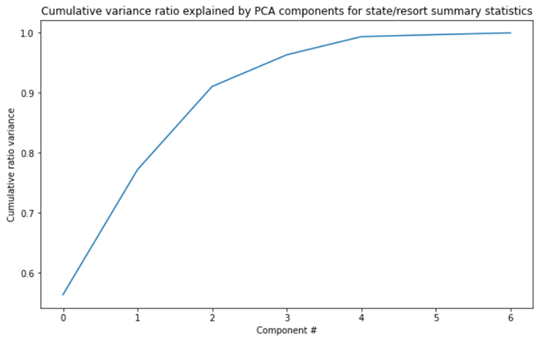 Cumulative variance ratio explained by PCA components for state/resort summary statistics
1.0
0.9
0.8
0.7
0.6
Cumulative ratio variance
0 1 2 3 4 5 6
Component #